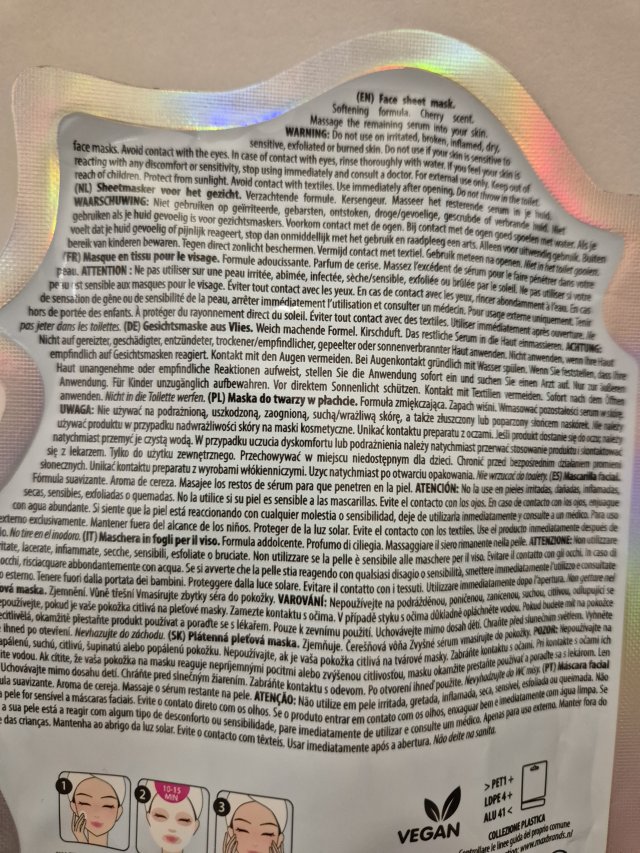 (EN) Face sheet mask.
Softening formula. Cherry scent.
Massage the remaining serum into your skin.
WARNING: Do not use on irritated, broken, inflamed, dry,
sensitive, exfoliated or burned skin. Do not use if your skin is sensitive to
face masks. Avoid contact with the eyes. In case of contact with eyes, rinse thoroughly with water. If you feel your skin is
reacting with any discomfort or sensitivity, stop using immediately and consult a doctor. For external use only. Keep out of
reach of children. Protect from sunlight. Avoid contact with textiles. Use immediately after opening. Do not throw in the toilet.
(NL) Sheetmasker voor het gezicht. Verzachtende formule. Kersengeur. Masseer het resterende serum in je huid.
WAARSCHUWING: Niet gebruiken op geïrriteerde, gebarsten, ontstoken, droge/gevoelige, gescrubde of verbrande huid. Niet
gebruiken als je huid gevoelig is voor gezichtsmaskers. Voorkom contact met de ogen. Bij contact met de ogen goed spoelen met water. Als je
voelt dat je huid gevoelig of pijnlijk reageert, stop dan onmiddellijk met het gebruik en raadpleeg een arts. Alleen voor uitwendig gebruik. Buiten
bereik van kinderen bewaren. Tegen direct zonlicht beschermen. Vermijd contact met textiel. Gebruik meteen na openen. Niet in het toilet gooien.
(FR) Masque en tissu pour le visage. Formule adoucissante. Parfum de cerise. Massez l'excédent de sérum pour le faire pénétrer dans votre
peau. ATTENTION : Ne pas utiliser sur une peau irritée, abimée, infectée, sèche/sensible, exfoliée ou brûlée par le soleil. Ne pas utiliser si votre
peau est sensible aux masques pour le visage. Éviter tout contact avec les yeux. En cas de contact avec les yeux, rincer abondamment à l'eau. En cas
de sensation de gêne ou de sensibilité de la peau, arrêter immédiatement l'utilisation et consulter un médecin. Pour usage externe uniquement. Tenir
hors de portée des enfants. À protéger du rayonnement direct du soleil. Éviter tout contact avec des textiles. Utiliser immédiatement après ouverture. Ne
pas jeter dans les toilettes. (DE) Gesichtsmaske aus Vlies. Weich machende Formel. Kirschduft. Das restliche Serum in die Haut einmassieren. ACHTUNG:
Nicht auf gereizter, geschädigter, entzündeter, trockener/empfindlicher, gepeelter oder sonnenverbrannter Haut anwenden. Nicht anwenden, wenn Ihre Haut
empfindlich auf Gesichtsmasken reagiert. Kontakt mit den Augen vermeiden. Bei Augenkontakt gründlich mit Wasser spülen. Wenn Sie feststellen, dass Ihre
Haut unangenehme oder empfindliche Reaktionen aufweist, stellen Sie die Anwendung sofort ein und suchen Sie einen Arzt auf. Nur zur äußeren
Anwendung. Für Kinder unzugänglich aufbewahren. Vor direktem Sonnenlicht schützen. Kontakt mit Textilien vermeiden. Sofort nach dem Öffnen
anwenden. Nicht in die Toilette werfen. (PL) Maska do twarzy w płachcie. Formuła zmiękczająca. Zapach wiśni. Wmasować pozostałość serum w skórę.
UWAGA: Nie używać na podrażnioną, uszkodzoną, zaognioną, suchą/wrażliwą skórę, a także złuszczony lub poparzony słońcem naskórek. Nie należy
używać produktu w przypadku nadwrażliwości skóry na maski kosmetyczne. Unikać kontaktu preparatu z oczami. Jeśli produkt dostanie się do oczu, należy
natychmiast przemyć je czystą wodą. W przypadku uczucia dyskomfortu lub podrażnienia należy natychmiast przerwać stosowanie produktu i skontaktować
się z lekarzem. Tylko do użytku zewnętrznego. Przechowywać w miejscu niedostępnym dla dzieci. Chronić przed bezpośrednim działaniem promieni
słonecznych. Unikać kontaktu preparatu z wyrobami włókienniczymi. Użyć natychmiast po otwarciu opakowania. Nie wrzucać do toalety. (ES) Mascarilla facial.
Fórmula suavizante. Aroma de cereza. Masajee los restos de sérum para que penetren en la piel. ATENCIÓN: No la use en pieles irritadas, dañadas, inflamadas,
secas, sensibles, exfoliadas o quemadas. No la utilice si su piel es sensible a las mascarillas. Evite el contacto con los ojos. En caso de contacto con los ojos, enjuague
con agua abundante. Si siente que la piel está reaccionando con cualquier molestia o sensibilidad, deje de utilizarla inmediatamente y consulte a un médico. Para uso
externo exclusivamente. Mantener fuera del alcance de los niños. Proteger de la luz solar. Evite el contacto con los textiles. Use el producto inmediatamente después de
No tire en el inodoro. (IT) Maschera in fogli per il viso. Formula addolcente. Profumo di ciliegia. Massaggiare il siero rimanente nella pelle. ATTENZIONE: Non utilizzare
lacerate, infiammate, secche, sensibili, esfoliate o bruciate. Non utilizzare se la pelle è sensibile alle maschere per il viso. Evitare il contatto con gli occhi. In caso di
occhi, risciacquare abbondantemente con acqua. Se si avverte che la pelle stia reagendo con qualsiasi disagio o sensibilità, smettere immediatamente l'utilizzo e consultare
esterno. Tenere fuori dalla portata dei bambini. Proteggere dalla luce solare. Evitare il contatto con i tessuti. Utilizzare immediatamente dopo l'apertura. Non gettare nel
maska. Zjemnění. Vůně třešní Vmasírujte zbytky séra do pokožky. VAROVÁNÍ: Nepoužívejte na podrážděnou, poničenou, zanícenou, suchou, citlivou, odlupující se
nepoužívejte, pokud je vaše pokožka citlivá na pleťové masky. Zamezte kontaktu s očima. V případě styku s očima důkladně opláchněte vodou. Pokud budete mít na pokožce
okamžitě přestaňte produkt používat a poraďte se s lékařem. Pouze k zevnímu použití. Uchovávejte mimo dosah dětí. Chraňte před slunečním světlem. Vyhněte
ihned po otevření. Nevhazujte do záchodu. (SK) Plátenná pleťová maska. Zjemňuje. Čerešňová vôňa Zvyšné sérum vmasírujte do pokožky. POZOR: Nepoužívajte na
suchú, citlivú, šupinatú alebo popálenú pokožku. Nepoužívajte, ak je vaša pokožka citlivá na tvárové masky. Zabráňte kontaktu s očami. Pri kontakte s očami ich
vodou. Ak cítite, že vaša pokožka na masku reaguje nepríjemnými pocitmi alebo zvýšenou citlivosťou, masku okamžite prestaňte používať a poraďte sa s lekárom. Len
Uchovávajte mimo dosahu detí. Chráňte pred slnečným žiarením. Zabráňte kontaktu s odevom. Po otvorení ihneď použite. Nevyhadzujte do WC misy. (PT) Máscara facial
suavizante. Aroma de cereja. Massaje o sérum restante na pele. ATENÇÃO: Não utilize em pele irritada, gretada, inflamada, seca, sensível, esfoliada ou queimada. Não
pele for sensível a máscaras faciais. Evite o contato direto com os olhos. Se o produto entrar em contato com os olhos, enxaguar bem e imediatamente com água limpa. Se
a sua pele está a reagir com algum tipo de desconforto ou sensibilidade, pare imediatamente de utilizar e consulte um médico. Apenas para uso externo. Manter fora do
das crianças. Mantenha ao abrigo da luz solar. Evite o contacto com têxteis. Usar imediatamente após a abertura. Não deite na sanita.
1
2
10-15
MIN
3
VEGAN
> PET1 +
LDPE 4 +
ALU 41 <
COLLEZIONE PLASTICA
Controllare le linee guida del proprio comune
www.maxbrands.nl